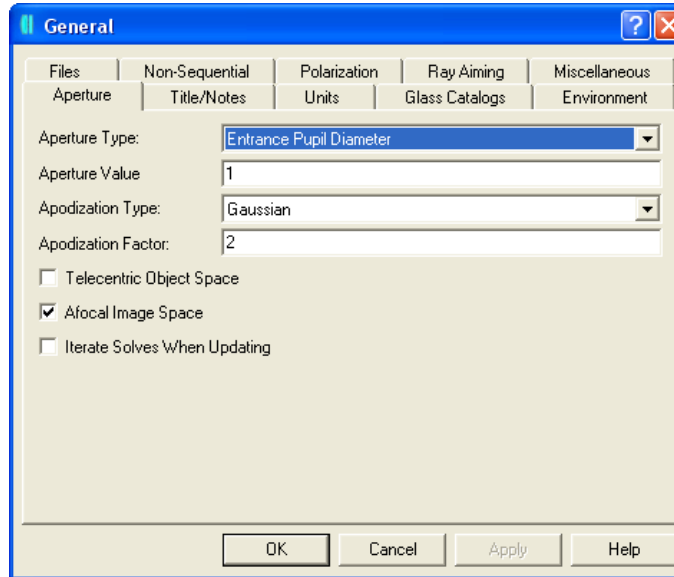 General
Files Non-Sequential Polarization Ray Aiming Miscellaneous
Aperture Title/Notes Units Glass Catalogs Environment
Aperture Type: Entrance Pupil Diameter
Aperture Value 1
Apodization Type: Gaussian
Apodization Factor: 2
Telecentric Object Space
Afocal Image Space
Iterate Solves When Updating
OK Cancel Apply Help